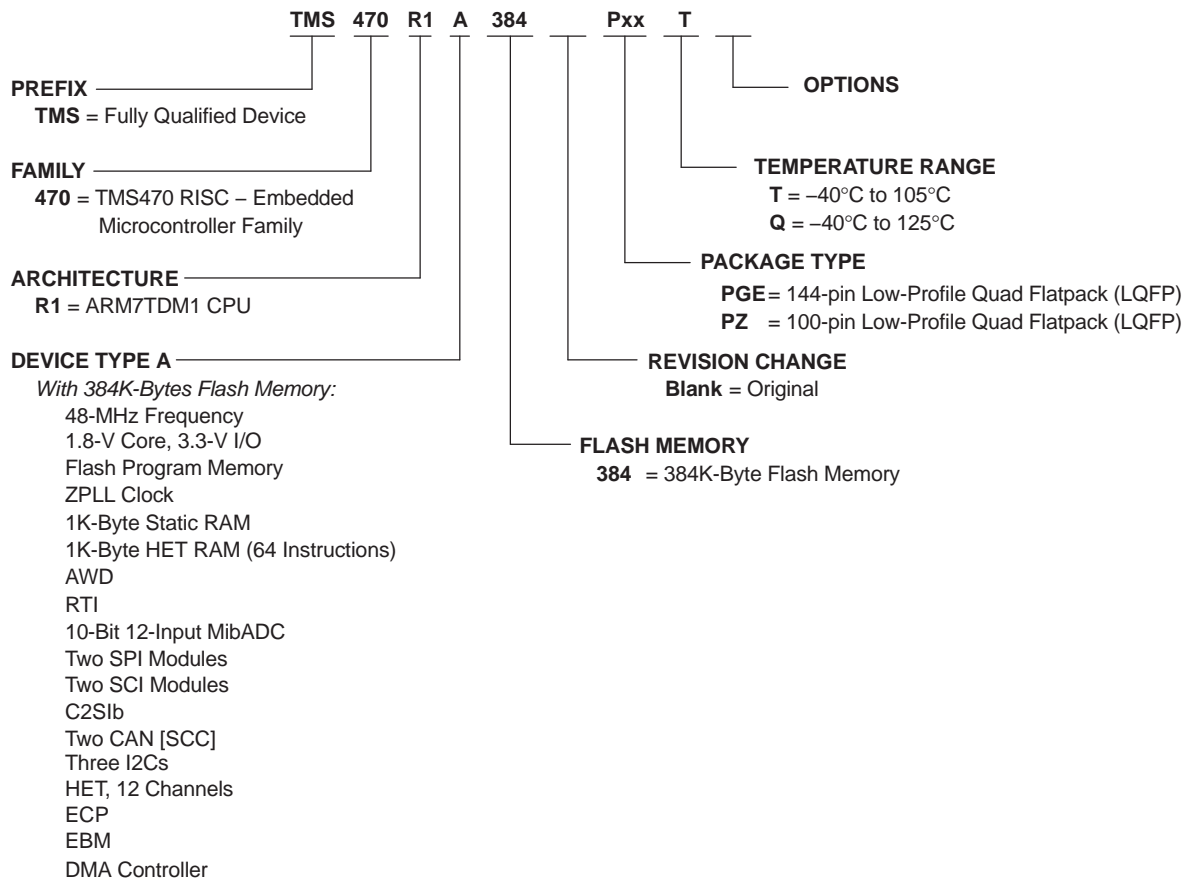 TMS 470 R1 A 384 Pxx T
PREFIX
TMS = Fully Qualified Device
FAMILY
470 = TMS470 RISC − Embedded
Microcontroller Family
ARCHITECTURE
R1 = ARM7TDM1 CPU
DEVICE TYPE A
With 384K-Bytes Flash Memory:
48-MHz Frequency
1.8-V Core, 3.3-V I/O
Flash Program Memory
ZPLL Clock
1K-Byte Static RAM
1K-Byte HET RAM (64 Instructions)
AWD
RTI
10-Bit 12-Input MibADC
Two SPI Modules
Two SCI Modules
C2SIb
Two CAN [SCC]
Three I2Cs
HET, 12 Channels
ECP
EBM
DMA Controller
OPTIONS
TEMPERATURE RANGE
T = −40°C to 105°C
Q = −40°C to 125°C
PACKAGE TYPE
PGE = 144-pin Low-Profile Quad Flatpack (LQFP)
PZ = 100-pin Low-Profile Quad Flatpack (LQFP)
REVISION CHANGE
Blank = Original
FLASH MEMORY
384 = 384K-Byte Flash Memory